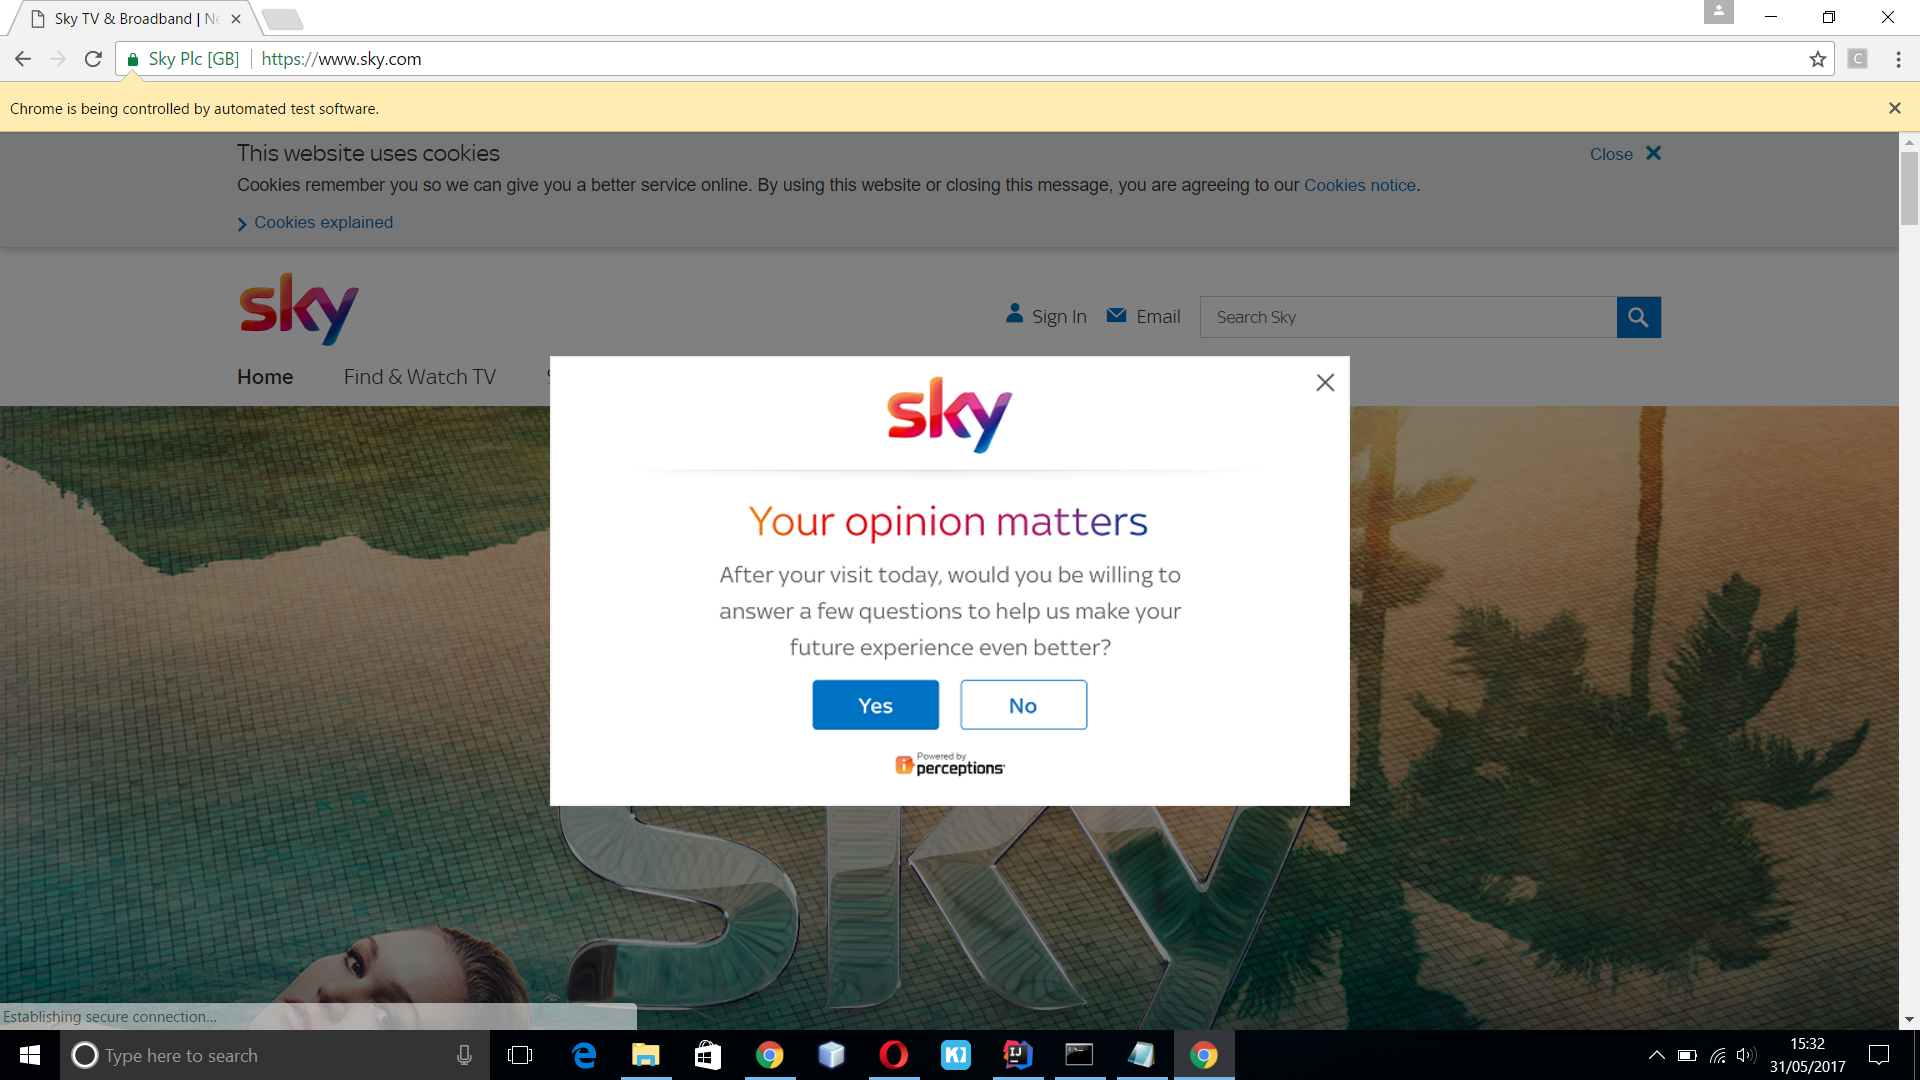 Sky TV & Broadband | Ne
Sky Plc [GB]
https://www.sky.com
C
Chrome is being controlled by automated test software.
This website uses cookies
Close
Cookies remember you so we can give you a better service online. By using this website or closing this message, you are agreeing to our Cookies notice.
Cookies explained
sky
Sign In
Email
Search Sky
Home
Find & Watch TV
sky
Your opinion matters
After your visit today, would you be willing to
answer a few questions to help us make your
future experience even better?
Yes
No
Powered by
iperceptions
SKY
Establishing secure connection...
Type here to search
IJ
15:32
31/05/2017